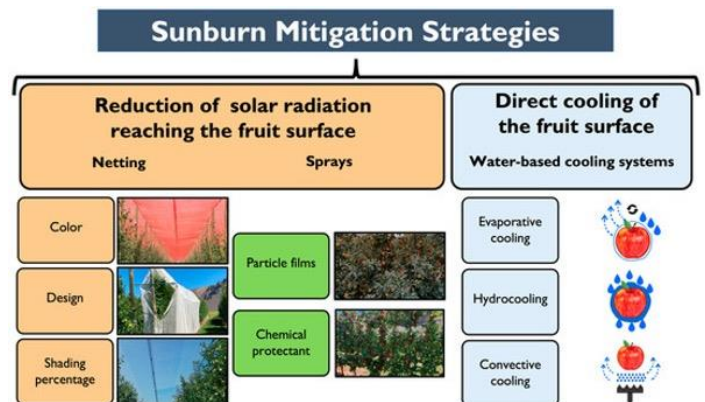 Sunburn Mitigation Strategies
Reduction of solar radiation
reaching the fruit surface
Netting
Sprays
Direct cooling of
the fruit surface
Water-based cooling systems
Color
Design
Shading
percentage
Particle films
Chemical
protectant
Evaporative
cooling
Hydrocooling
Convective
cooling